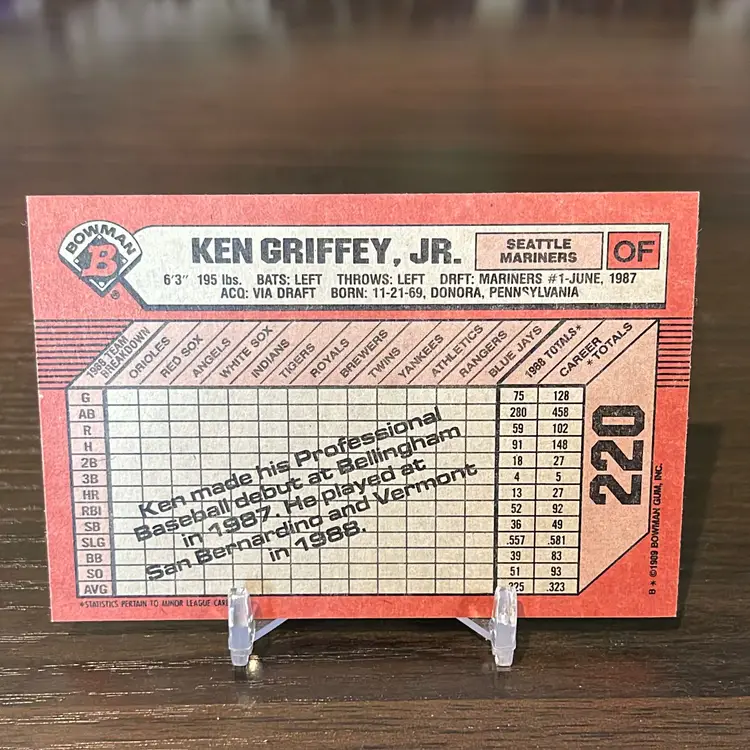 BOWMAN
B
®
KEN GRIFFEY, JR.
SEATTLE
MARINERS
OF
6'3" 195 lbs. BATS: LEFT THROWS: LEFT DRFT: MARINERS #1-JUNE, 1987
ACQ: VIA DRAFT BORN: 11-21-69, DONORA, PENNSYLVANIA
TEAM
BREAKDOWN
ORIOLES
RED SOX
ANGELS
WHITE SOX
INDIANS
TIGERS
ROYALS
BREWERS
TWINS
YANKEES
ATHLETICS
RANGERS
BLUE JAYS
1988 TOTALS*
CAREER
* TOTALS
G 75 128
AB 280 458
R 59 102
H 91 148
2B 18 27
3B 4 5
HR 13 27
RBI 52 92
SB 36 49
SLG .557 .581
BB 39 83
SO 51 93
AVG .323
Ken made his Professional
Baseball debut at Bellingham
in 1987. He played at
San Bernardino and Vermont
in 1988.
220
*STATISTICS PERTAIN TO MINOR LEAGUE
B * ©1989 BOWMAN GUM, INC.